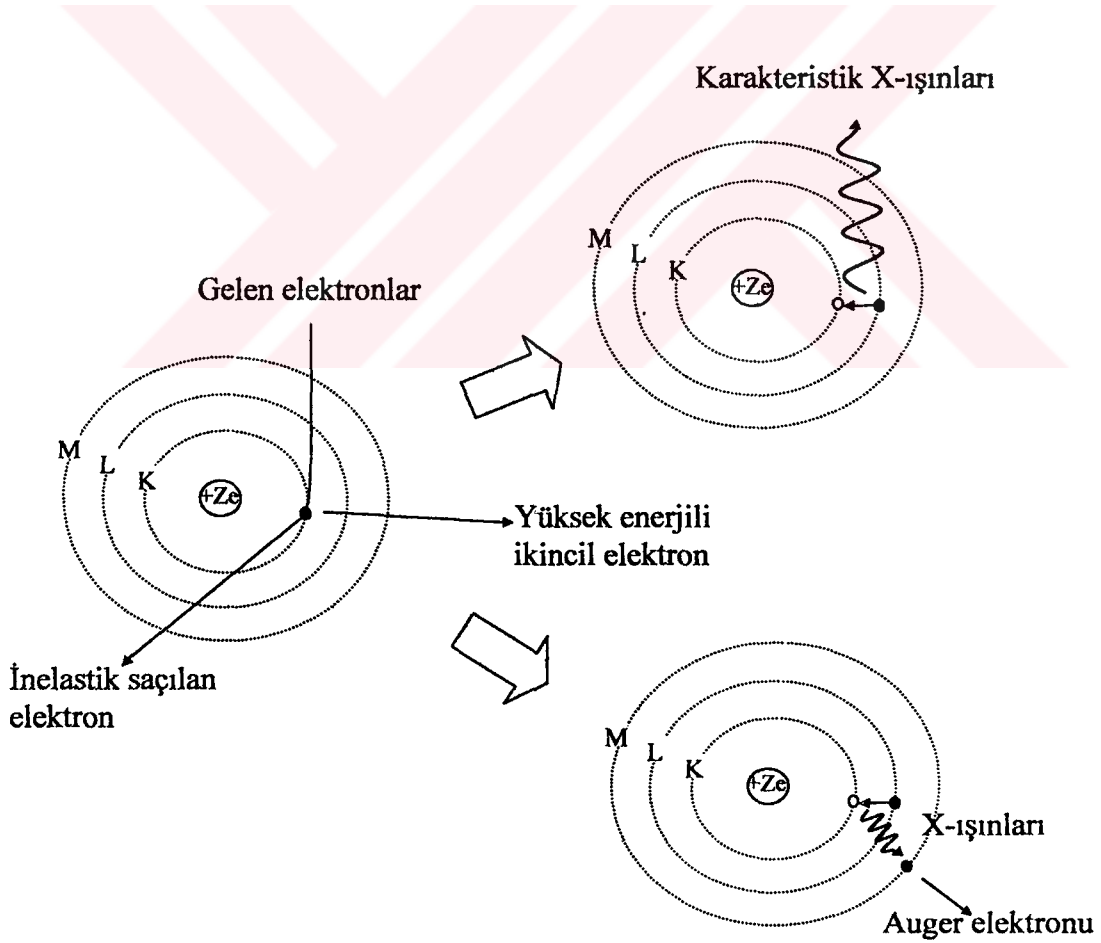 Karakteristik X-ışınları
M
L
K
+Ze
Gelen elektronlar
M
L
K
+Ze
Yüksek enerjili
ikincil elektron
İnelastik saçılan
elektron
M
L
K
+Ze
X-ışınları
Auger elektronu